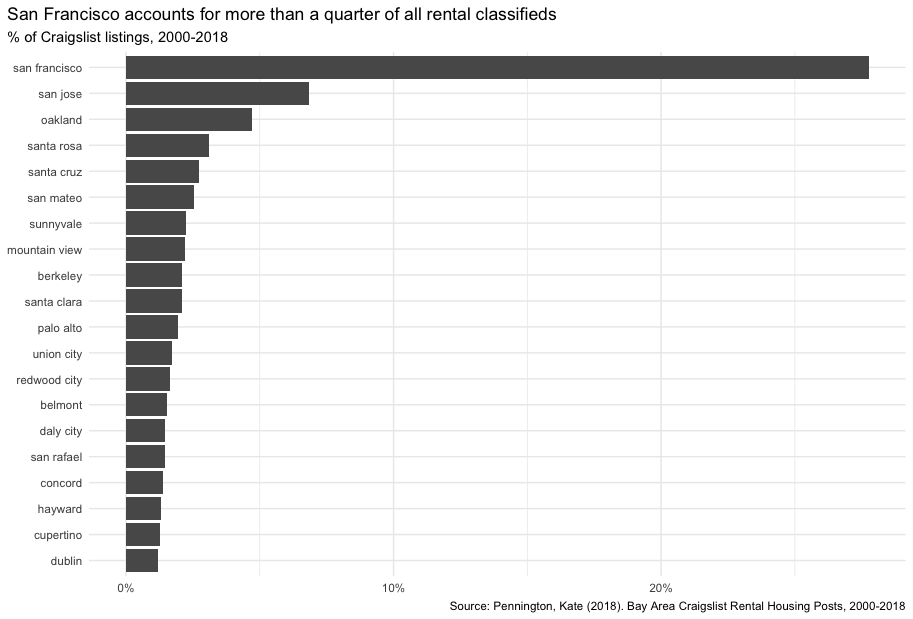 San Francisco accounts for more than a quarter of all rental classifieds
% of Craigslist listings, 2000-2018
san francisco
san jose
oakland
santa rosa
santa cruz
san mateo
sunnyvale
mountain view
berkeley
santa clara
palo alto
union city
redwood city
belmont
daly city
san rafael
concord
hayward
cupertino
dublin
0% 10% 20%
Source: Pennington, Kate (2018). Bay Area Craigslist Rental Housing Posts, 2000-2018